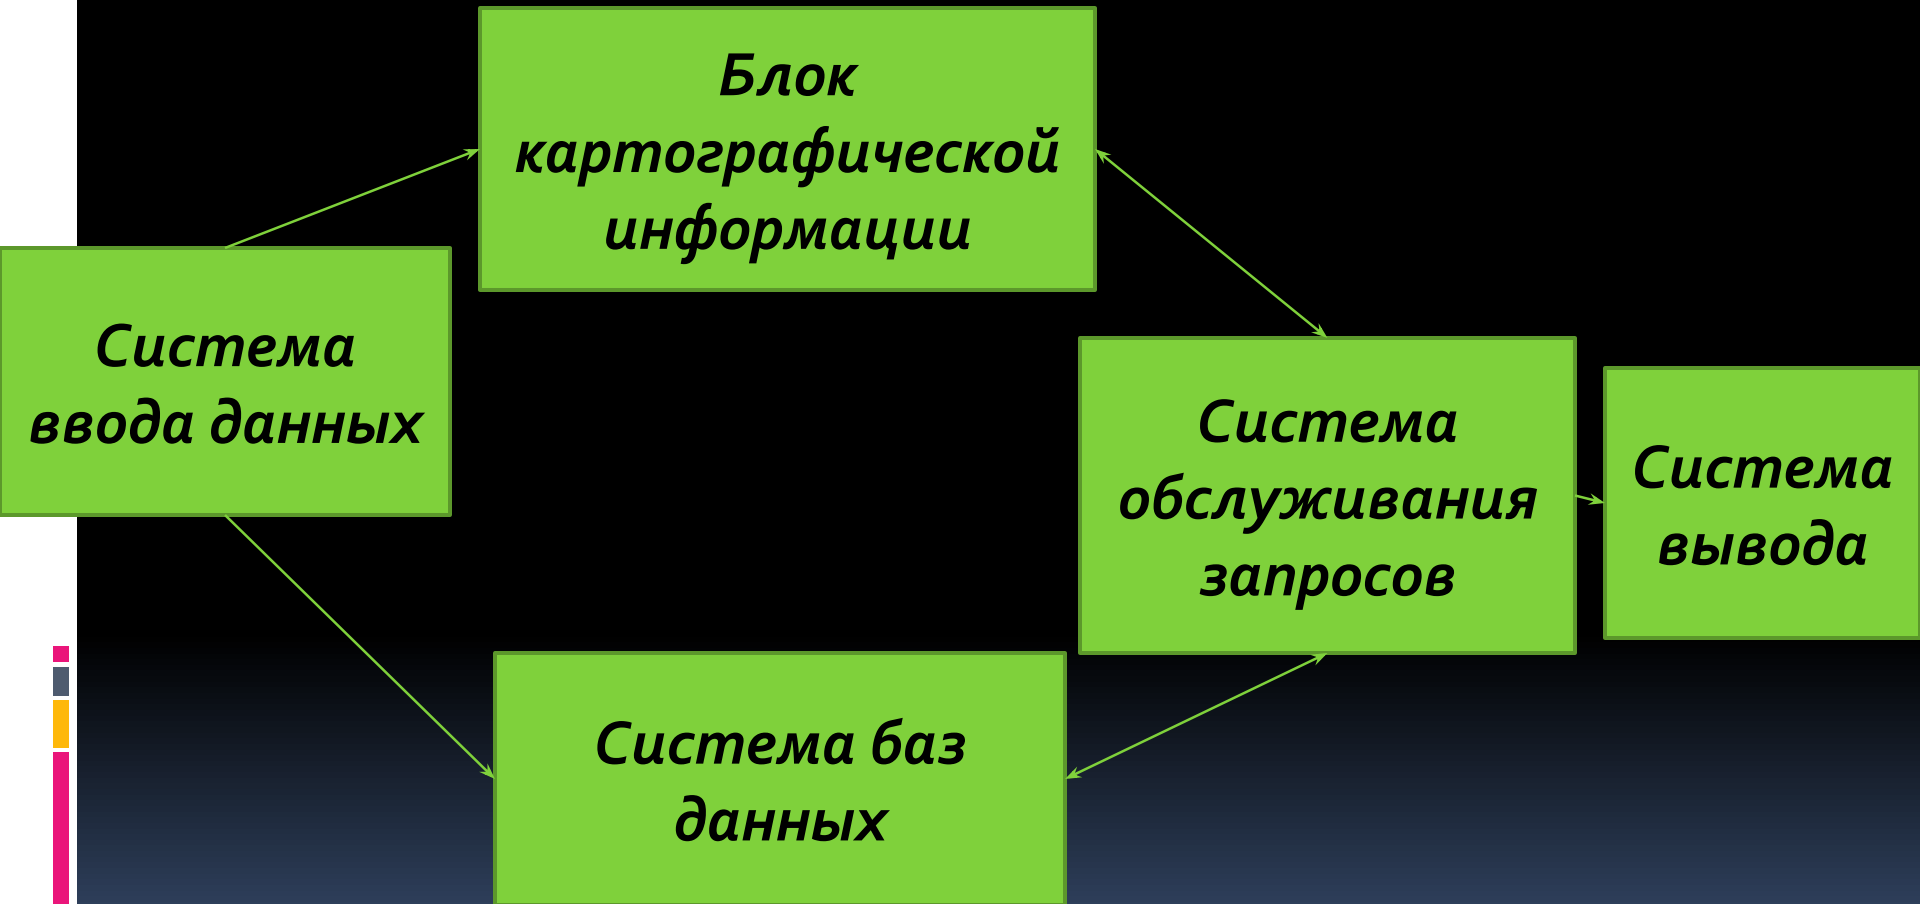 Блок
картографической
информации
Система
ввода данных
Система
обслуживания
запросов
Система
вывода
Система баз
данных